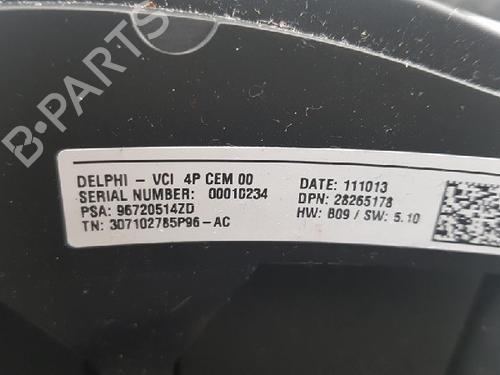 B-PARTS
DELPHI - VCI 4P CEM 00
SERIAL NUMBER: 00010234
PSA: 96720514ZD
TN: 307102785P96-AC
DATE: 111013
DPN: 28265178
HW: B09 / SW: 5.10